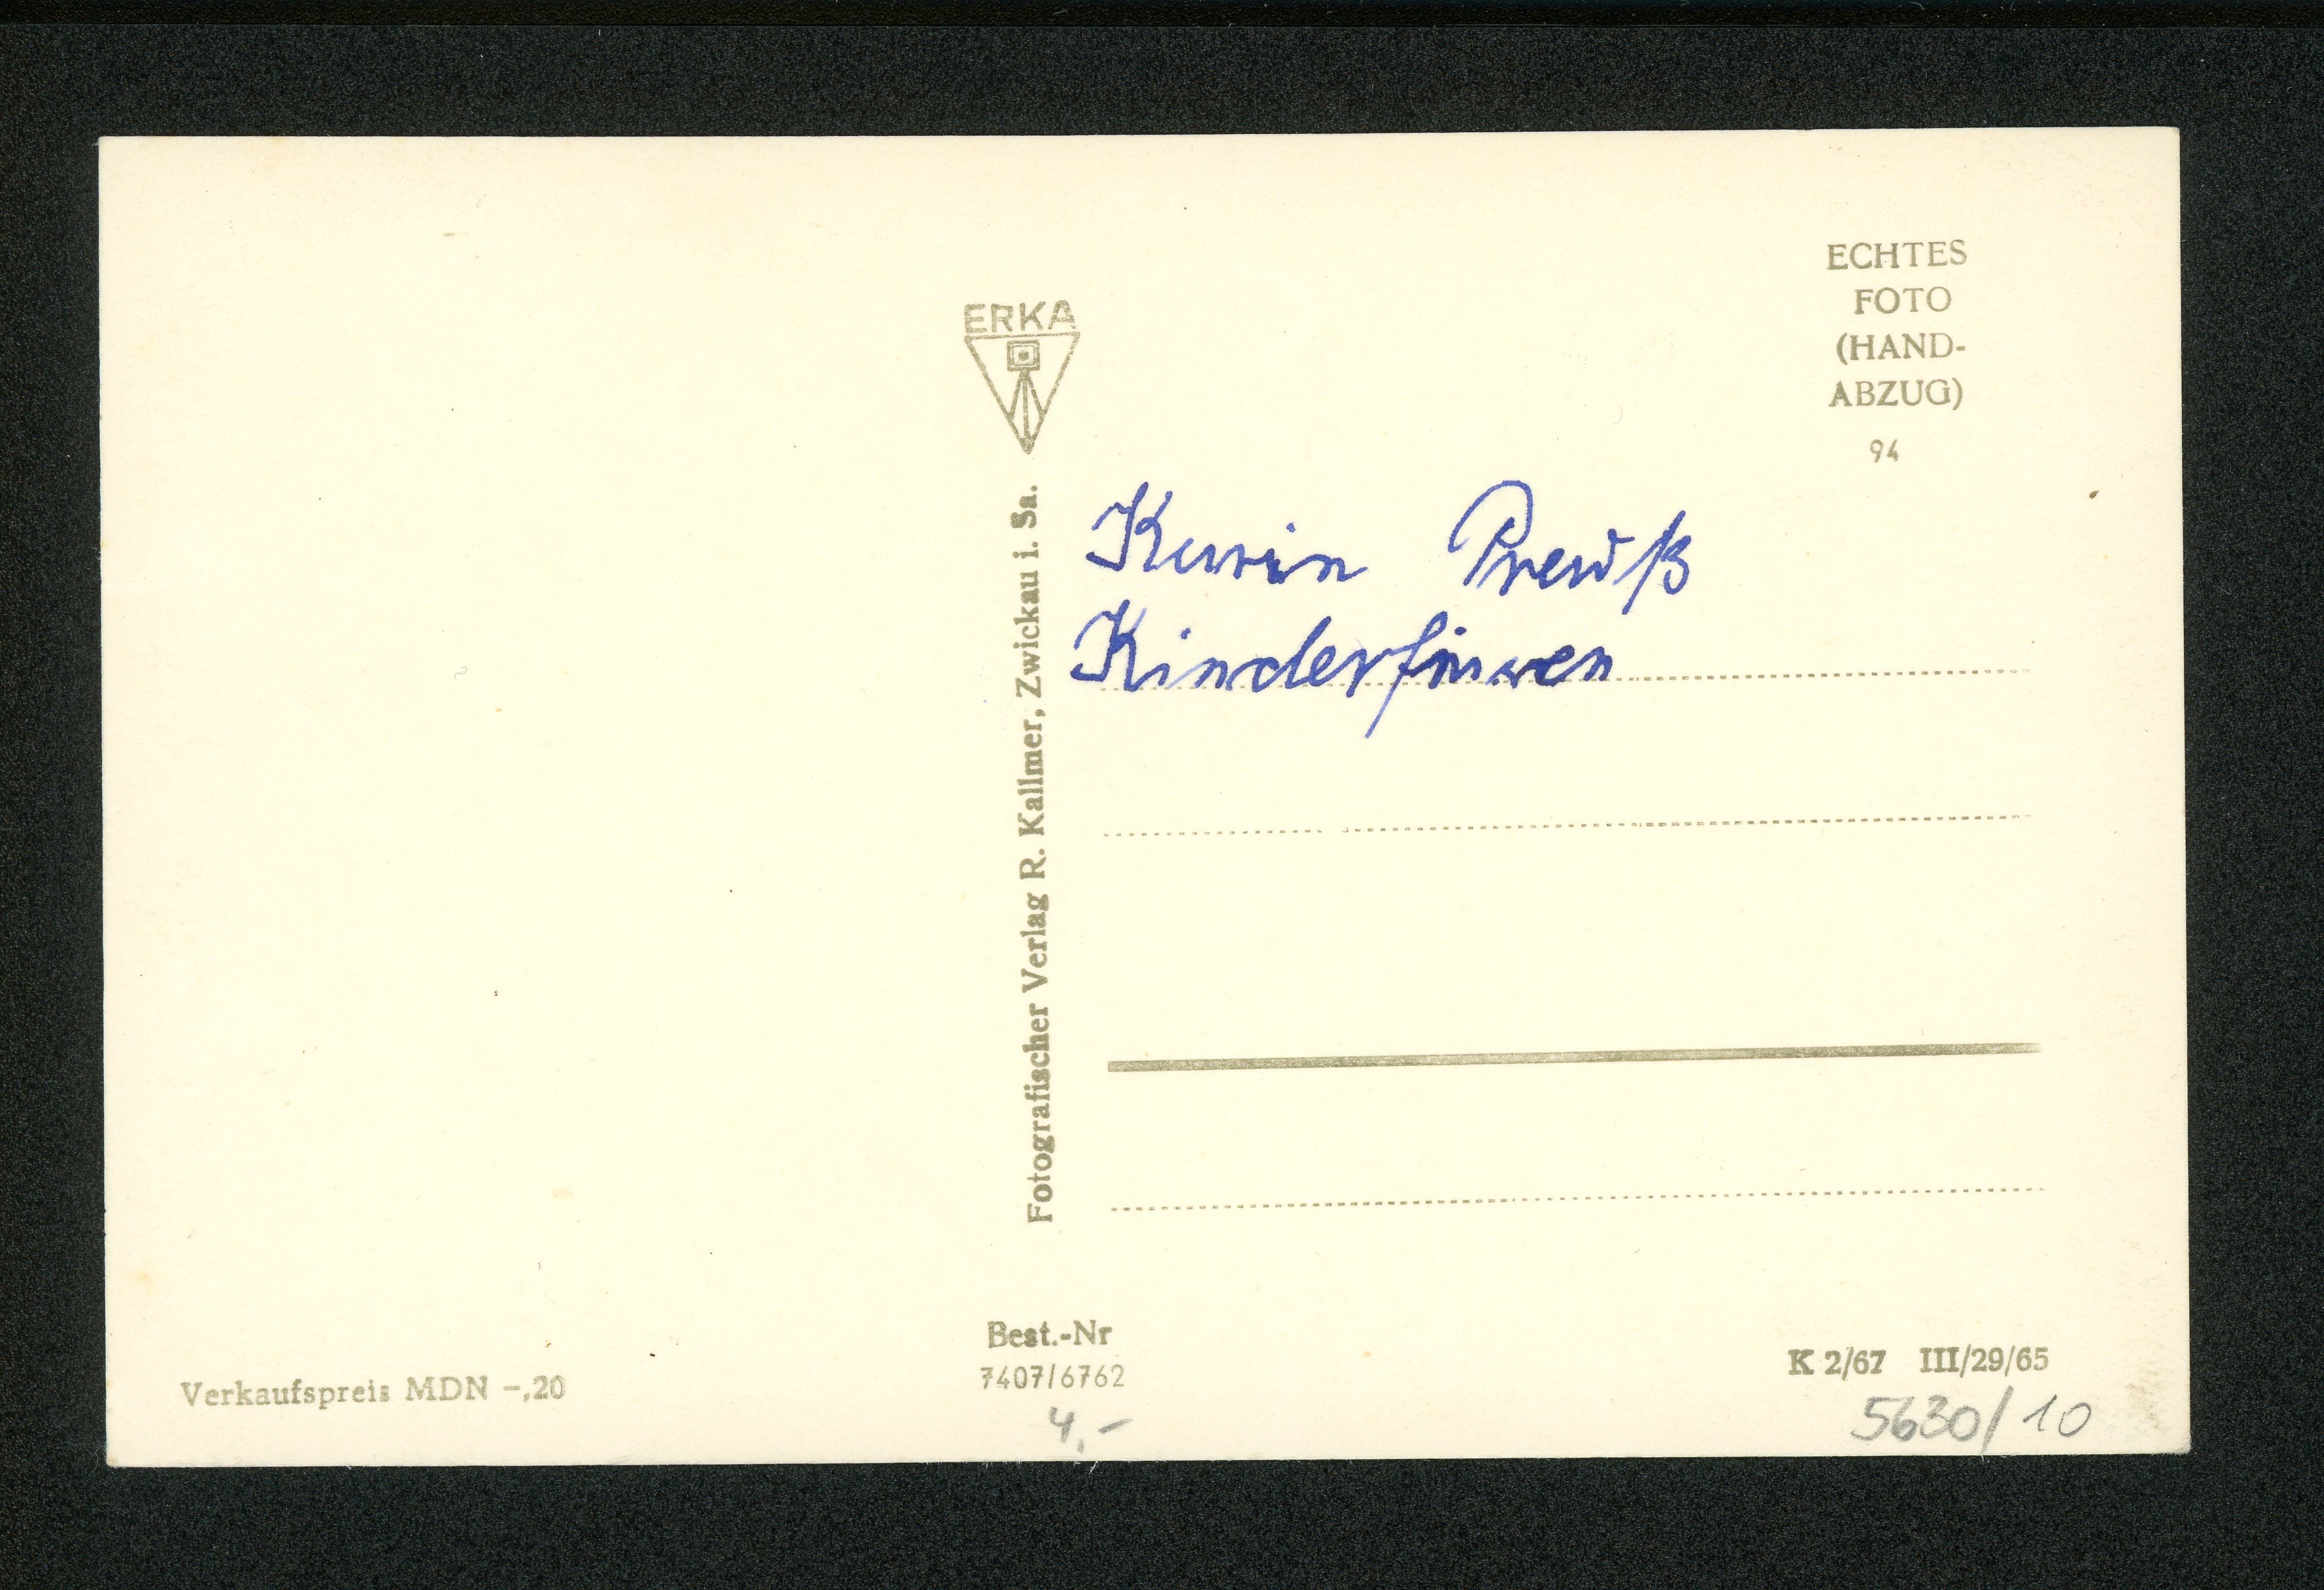 ERKA
Fotografischer Verlag R. Kallmer, Zwickau i. Sa.
ECHTES
FOTO
(HAND-
ABZUG)
94
Karin Preuß
Verkaufspreis MDN -,20
Best.-Nr
7407/6762
4,-
K 2/67 III/29/65
5630/10